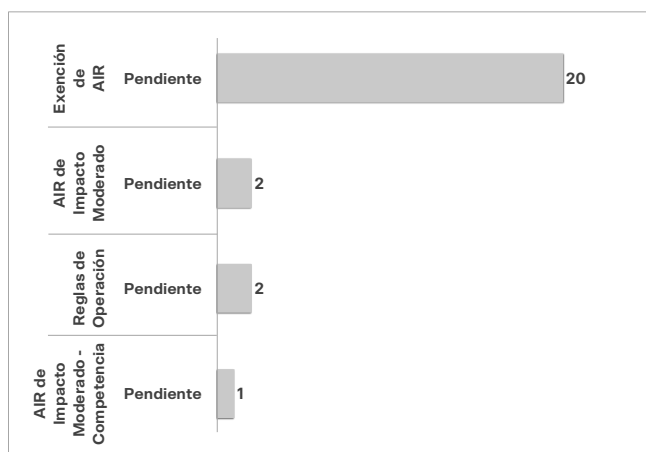 Exención
de
AIR
Pendiente
20
AIR de
Impacto
Moderado
Pendiente
2
Reglas de
Operación
Pendiente
2
AIR de
Impacto
Moderado -
Competencia
Pendiente
1